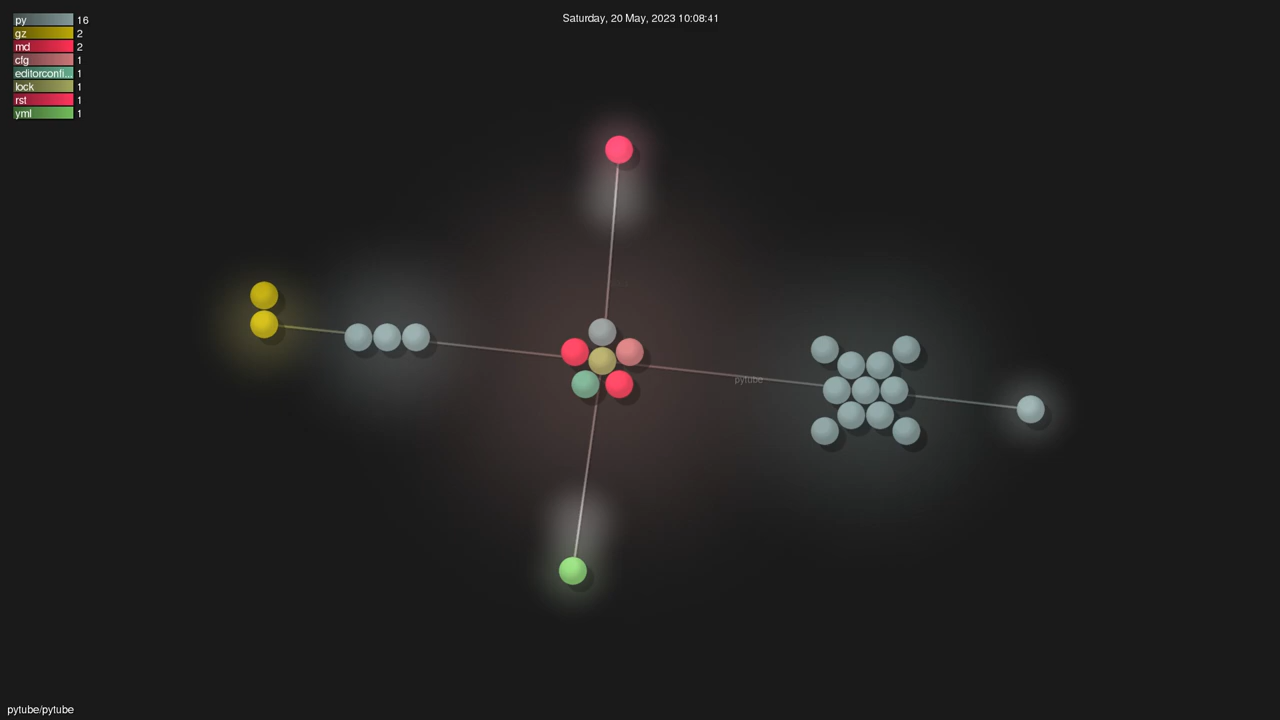 py 16
gz 2
md 2
cfg 1
editorconfi... 1
lock 1
rst 1
yml 1
Saturday, 20 May, 2023 10:08:41
pytube
pytube/pytube